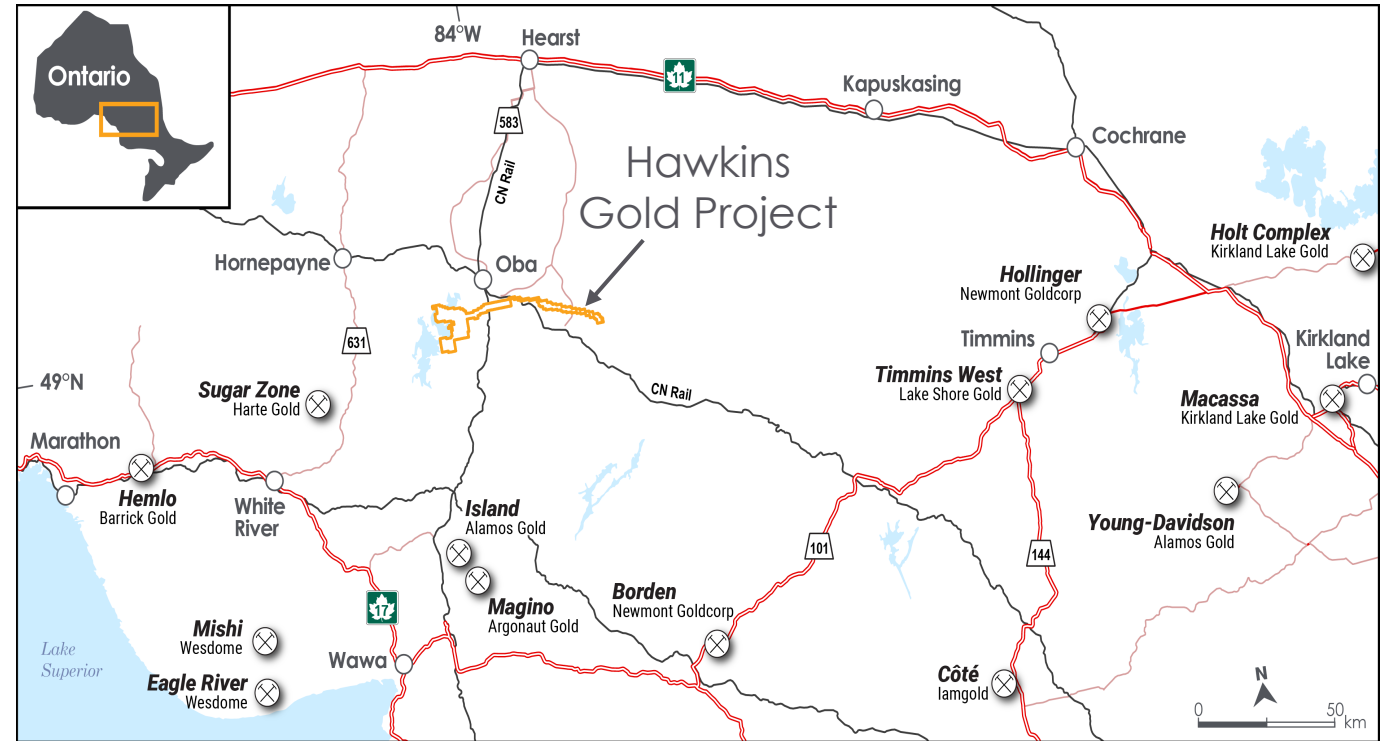 Ontario
84°W
Hearst
11
Kapuskasing
583
Cochrane
CN Rail
Hawkins
Gold Project
Holt Complex
Kirkland Lake Gold
Hornepayne
Oba
Hollinger
Newmont Goldcorp
631
Timmins
Kirkland
Lake
49°N
Sugar Zone
Harte Gold
CN Rail
Timmins West
Lake Shore Gold
Macassa
Kirkland Lake Gold
Marathon
Hemlo
Barrick Gold
White
River
Island
Alamos Gold
Young-Davidson
Alamos Gold
101
144
17
Magino
Argonaut Gold
Borden
Newmont Goldcorp
Mishi
Wesdome
Lake
Superior
Wawa
Eagle River
Wesdome
Côté
Iamgold
N
0
50
km